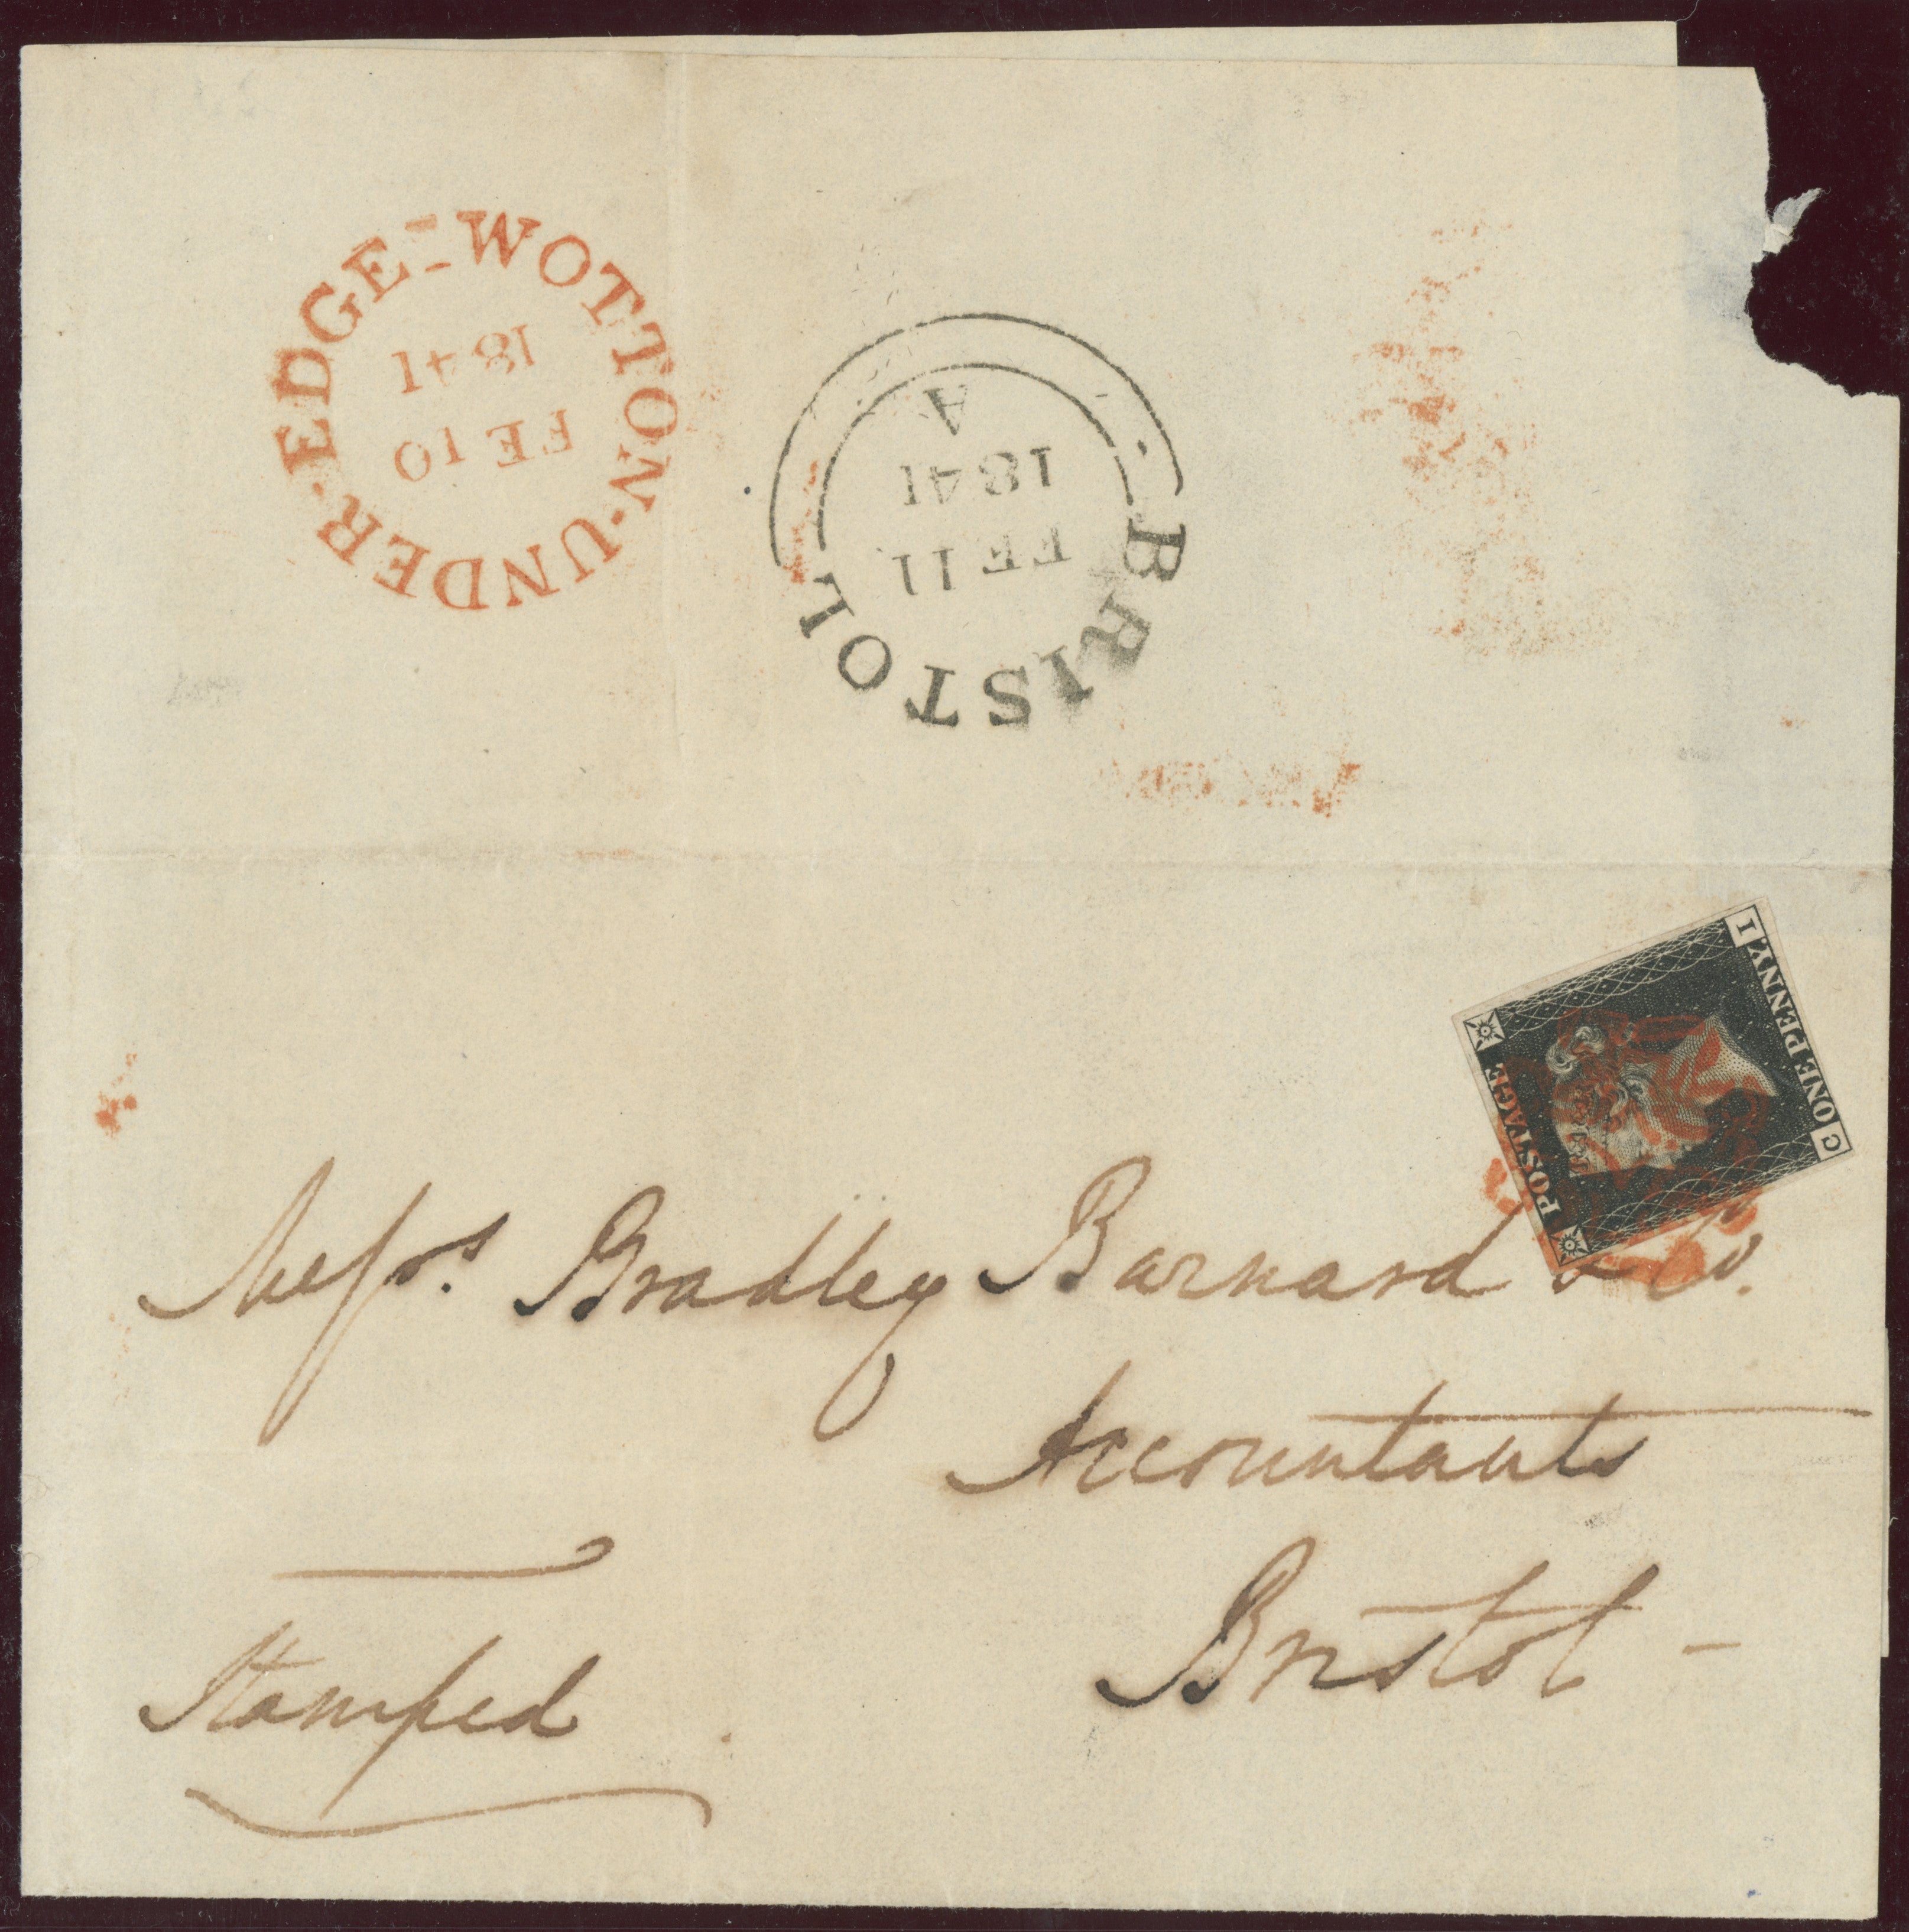 WOTTON-UNDER-EDGE
FE 10
1841
BRISTOL
FE 11
1841
A
POSTAGE
C ONE PENNY. I
Messrs. Bradley Barnard & Co.
Accountants
Bristol –
Stamped